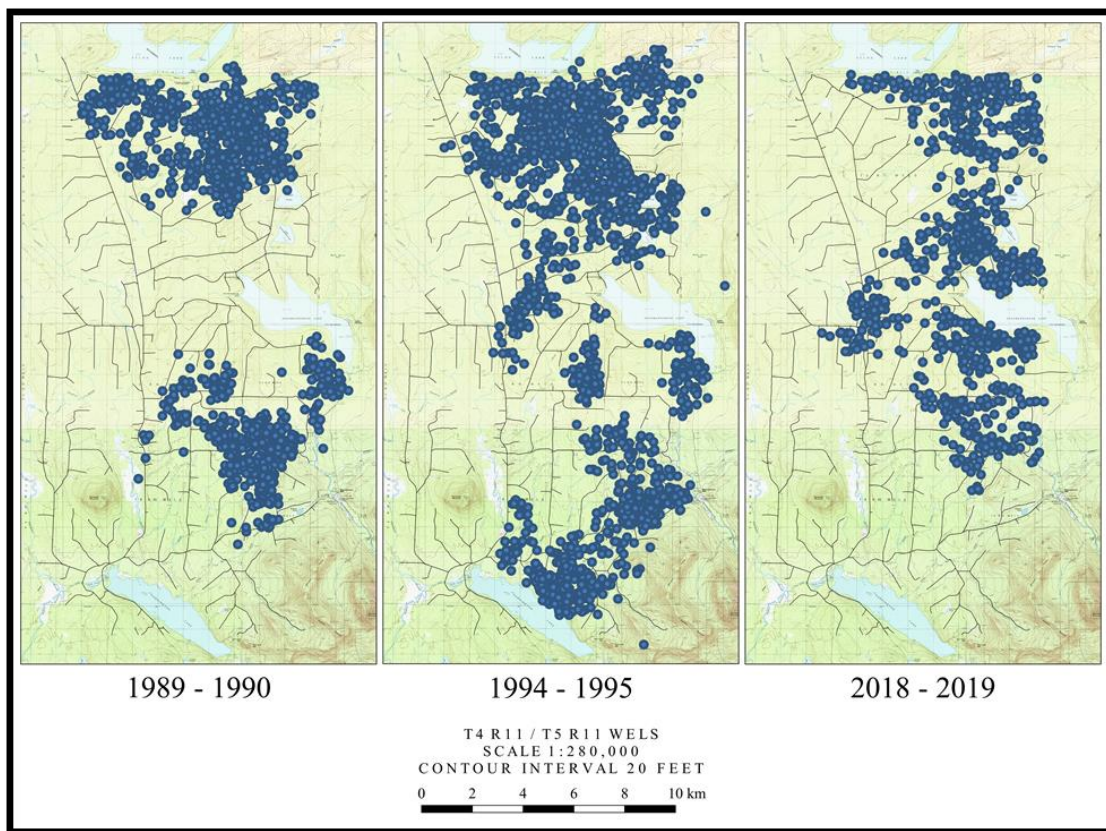 1989 - 1990
1994 - 1995
2018 - 2019
T4 R11 / T5 R11 WELS
SCALE 1:280,000
CONTOUR INTERVAL 20 FEET
0 2 4 6 8 10 km